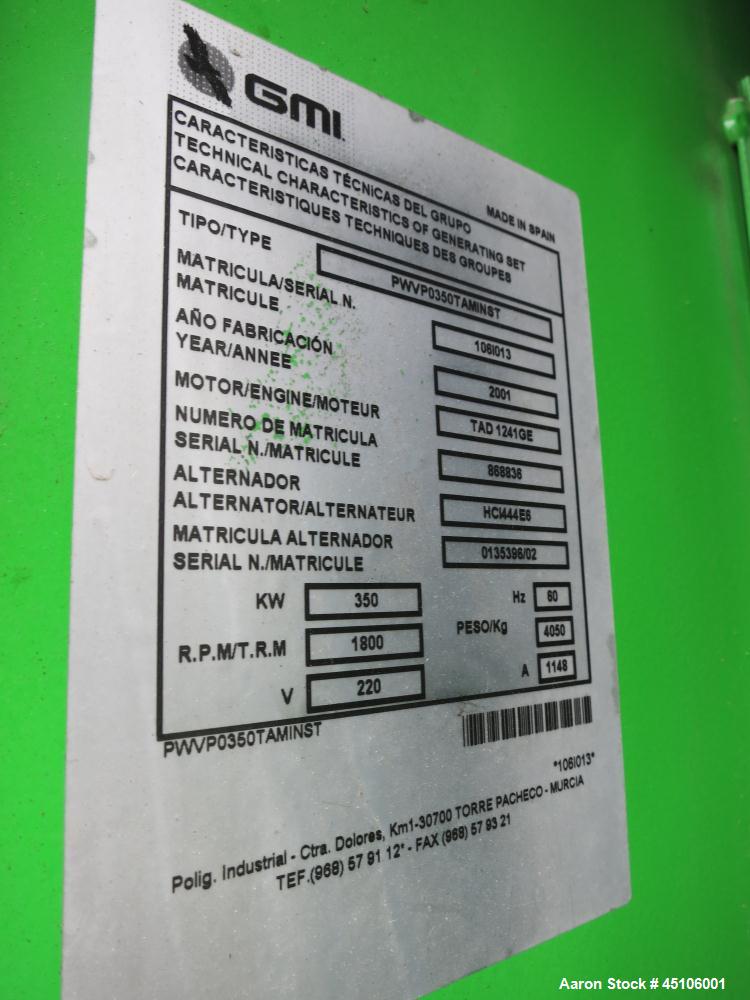 GMI
CARACTERISTICAS TÉCNICAS DEL GRUPO
TECHNICAL CHARACTERISTICS OF GENERATING SET
CARACTERISTIQUES TECHNIQUES DES GROUPES
MADE IN SPAIN
TIPO/TYPE PWVP0350TAMINST
MATRICULA/SERIAL N.
MATRICULE 106I013
AÑO FABRICACIÓN
YEAR/ANNEE 2001
MOTOR/ENGINE/MOTEUR TAD 1241GE
NUMERO DE MATRICULA
SERIAL N./MATRICULE 868836
ALTERNADOR
ALTERNATOR/ALTERNATEUR HCI444E6
MATRICULA ALTERNADOR
SERIAL N./MATRICULE 0135396/02
KW 350 Hz 60
R.P.M/T.R.M 1800 PESO/Kg 4050
V 220 A 1148
PWVP0350TAMINST
*106I013*
Polig. Industrial - Ctra. Dolores, Km1-30700 TORRE PACHECO - MURCIA
TEF.(968) 57 91 12* - FAX (968) 57 93 21
Aaron Stock # 45106001